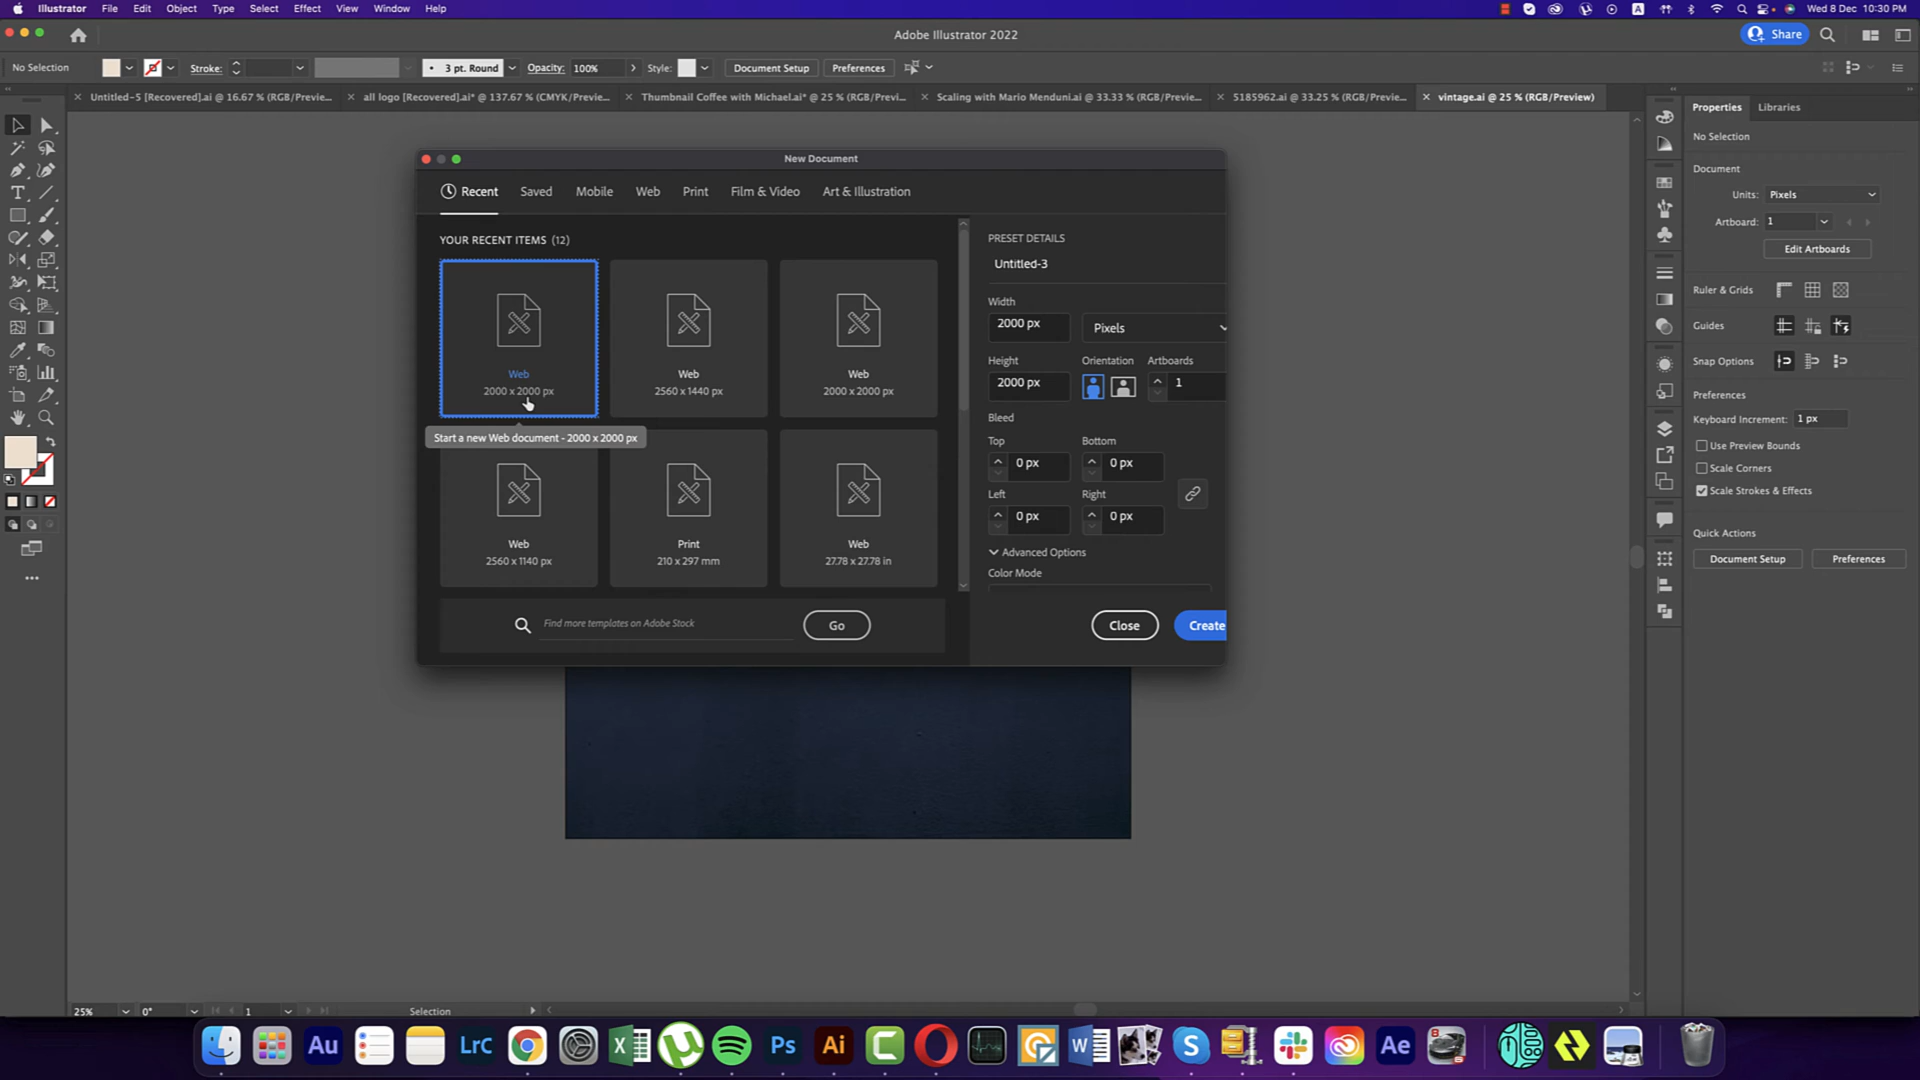 Illustrator File Edit Object Type Select Effect View Window Help
A Wed 8 Dec 10:30 PM
Adobe Illustrator 2022
Share
No Selection
Stroke:
3 pt. Round
Opacity: 100%
Style:
Document Setup
Preferences
Untitled-5 [Recovered].ai @ 16.67 % (RGB/Previe...
all logo [Recovered].ai* @ 137.67 % (CMYK/Previe...
Thumbnail Coffee with Michael.ai* @ 25 % (RGB/Previe...
Scaling with Mario Menduni.ai @ 33.33 % (RGB/Previe...
5185962.ai @ 33.25 % (RGB/Previe...
vintage.ai @ 25 % (RGB/Preview)
New Document
Recent Saved Mobile Web Print Film & Video Art & Illustration
YOUR RECENT ITEMS (12)
Web
2000 x 2000 px
Web
2560 x 1440 px
Web
2000 x 2000 px
Start a new Web document - 2000 x 2000 px
Web
2560 x 1140 px
Print
210 x 297 mm
Web
27.78 x 27.78 in
Find more templates on Adobe Stock
Go
PRESET DETAILS
Untitled-3
Width
2000 px
Pixels
Height Orientation Artboards
2000 px
1
Bleed
Top Bottom
0 px 0 px
Left Right
0 px 0 px
Advanced Options
Color Mode
Close
Create
Properties Libraries
No Selection
Document
Units: Pixels
Artboard: 1
Edit Artboards
Ruler & Grids
Guides
Snap Options
Preferences
Keyboard Increment: 1 px
Use Preview Bounds
Scale Corners
Scale Strokes & Effects
Quick Actions
Document Setup
Preferences
25% 0° 1 Selection
Au
LrC
Ps
Ai
Ae